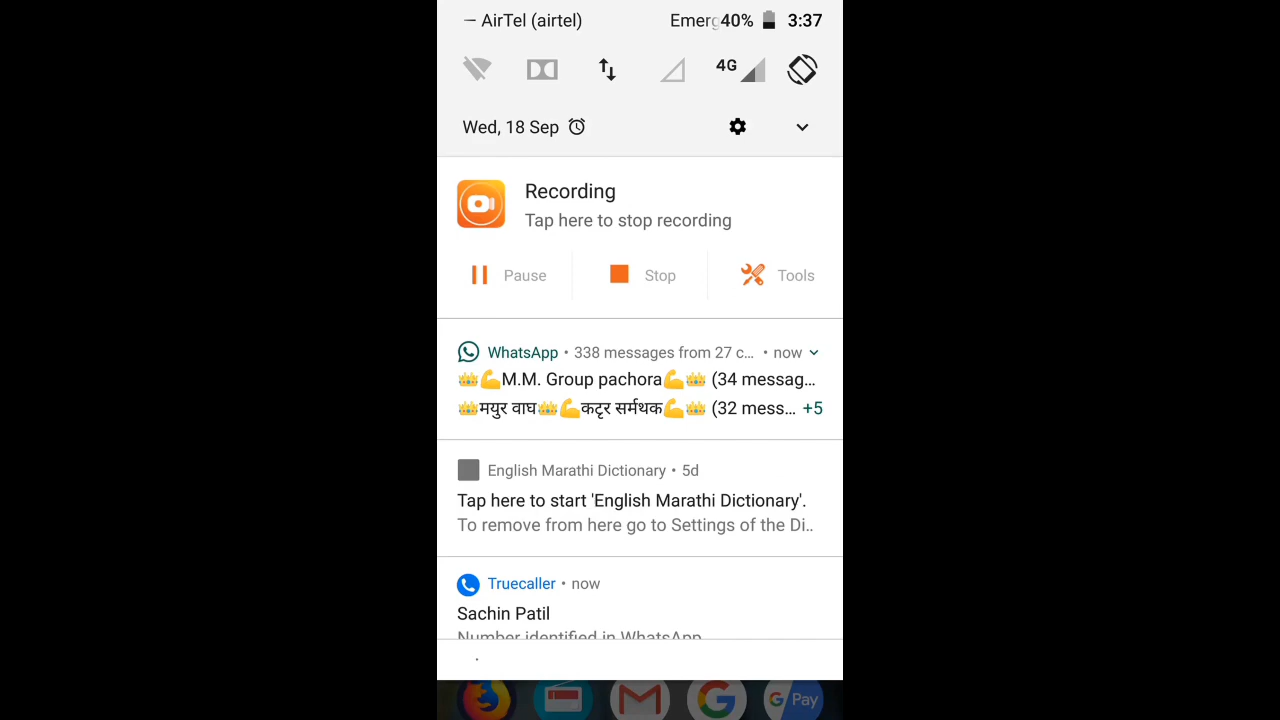 — AirTel (airtel) Emerg 40% 3:37
4G
Wed, 18 Sep
Recording
Tap here to stop recording
Pause Stop Tools
WhatsApp • 338 messages from 27 c… • now
👑💪M.M. Group pachora💪👑 (34 messag…
👑मयुर वाघ👑💪कटृर सर्मथक💪👑 (32 mess… +5
English Marathi Dictionary • 5d
Tap here to start 'English Marathi Dictionary'.
To remove from here go to Settings of the Di..
Truecaller • now
Sachin Patil
Number identified in WhatsApp
G Pay